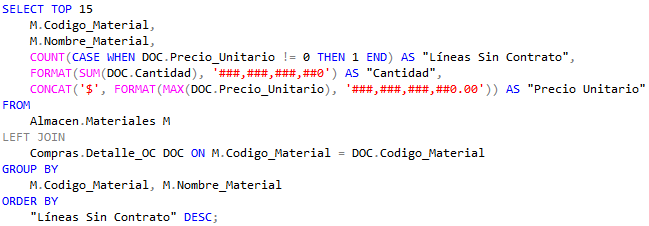 SELECT TOP 15
    M.Codigo_Material,
    M.Nombre_Material,
    COUNT(CASE WHEN DOC.Precio_Unitario != 0 THEN 1 END) AS "Líneas Sin Contrato",
    FORMAT(SUM(DOC.Cantidad), '###,###,###,##0') AS "Cantidad",
    CONCAT('$', FORMAT(MAX(DOC.Precio_Unitario), '###,###,###,##0.00')) AS "Precio Unitario"
FROM
    Almacen.Materiales M
LEFT JOIN
    Compras.Detalle_OC DOC ON M.Codigo_Material = DOC.Codigo_Material
GROUP BY
    M.Codigo_Material, M.Nombre_Material
ORDER BY
    "Líneas Sin Contrato" DESC;